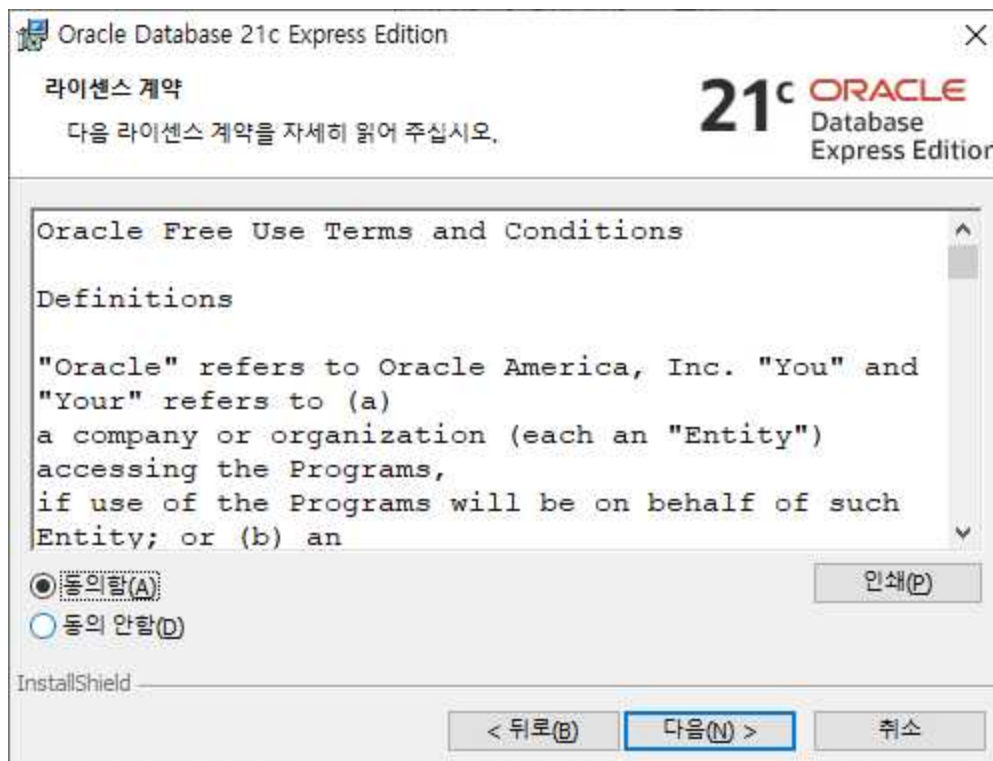 Oracle Database 21c Express Edition
라이센스 계약
다음 라이센스 계약을 자세히 읽어 주십시오.
21c ORACLE
Database
Express Edition
Oracle Free Use Terms and Conditions
Definitions
"Oracle" refers to Oracle America, Inc. "You" and
"Your" refers to (a)
a company or organization (each an "Entity")
accessing the Programs,
if use of the Programs will be on behalf of such
Entity; or (b) an
동의함(A)
인쇄(P)
동의 안함(D)
InstallShield
< 뒤로(B)
다음(N) >
취소